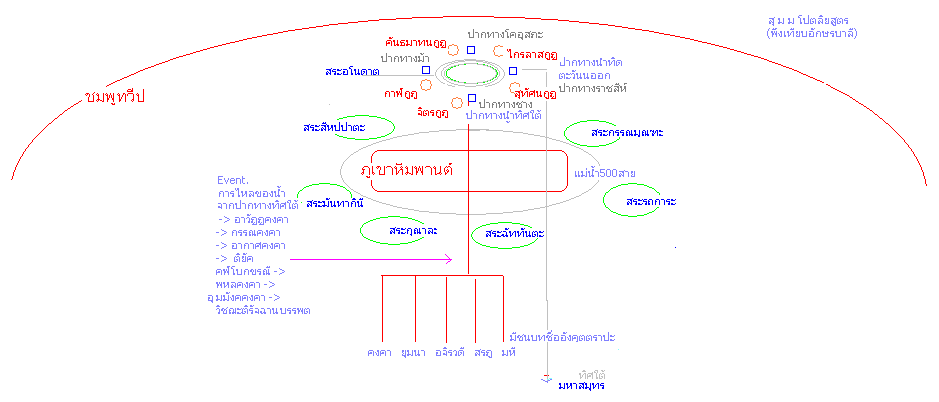 สุ ม ม โปตลิยสูตร
(พึงเทียบอักษรบาลี)
คันธมาทนกูฏ
ปากทางโคอุสภะ
ไกรลาสกูฏ
ปากทางม้า
ปากทางน้ำทิศ
ตะวันนออก
สระอโนดาต
ปากทางราชสีห์
ชมพูทวีป
กาฬกูฏ
สุทัศนกูฏ
จิตรกูฏ
ปากทางช้าง
ปากทางน้ำทิศใต้
สระสีหปปาตะ
สระกรรณมุณฑะ
ภูเขาหิมพานต์
แม่น้ำ500สาย
Event.
การไหลของน้ำ
จากปากทางทิศใต้
-> อาวัฏฏคงคา
-> กรรณคงคา
-> อากาศคงคา
-> ติยัค
คฬโบกขรณี ->
พหลคงคา ->
อุมมังคคงคา ->
วิชฌะติรัจฉานบรรพต
สระมันทากินี
สระรถการะ
สระกุณาละ
สระฉัททันตะ
มีชนบทชื่ออังคุตตราปะ
คงคา ยุมนา อจิรวดี สรภู มหี
ทิศใต้
มหาสมุทร